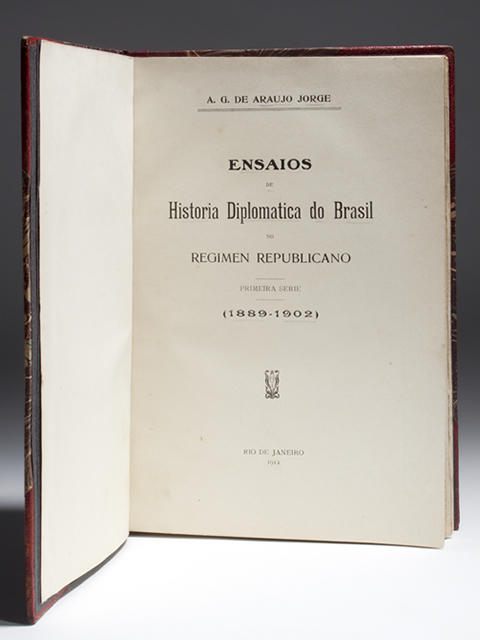 A. G. DE ARAUJO JORGE
ENSAIOS
DE
Historia Diplomatica do Brasil
NO
REGIMEN REPUBLICANO
PRIMEIRA SERIE
(1889-1902)
RIO DE JANEIRO
1912